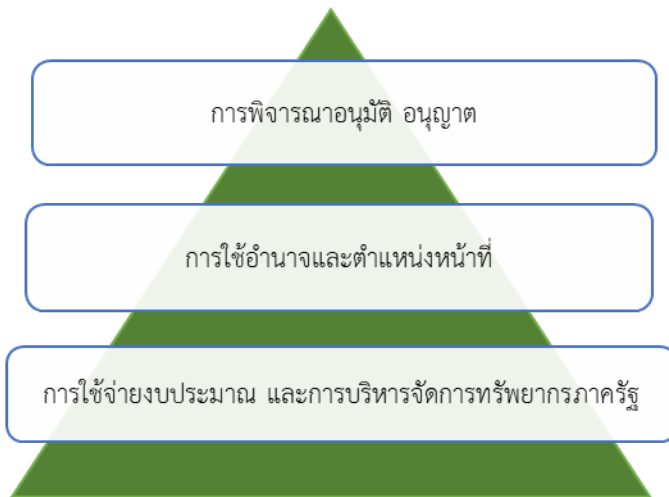 การพิจารณาอนุมัติ อนุญาต
การใช้อำนาจและตำแหน่งหน้าที่
การใช้จ่ายงบประมาณ และการบริหารจัดการทรัพยากรภาครัฐ